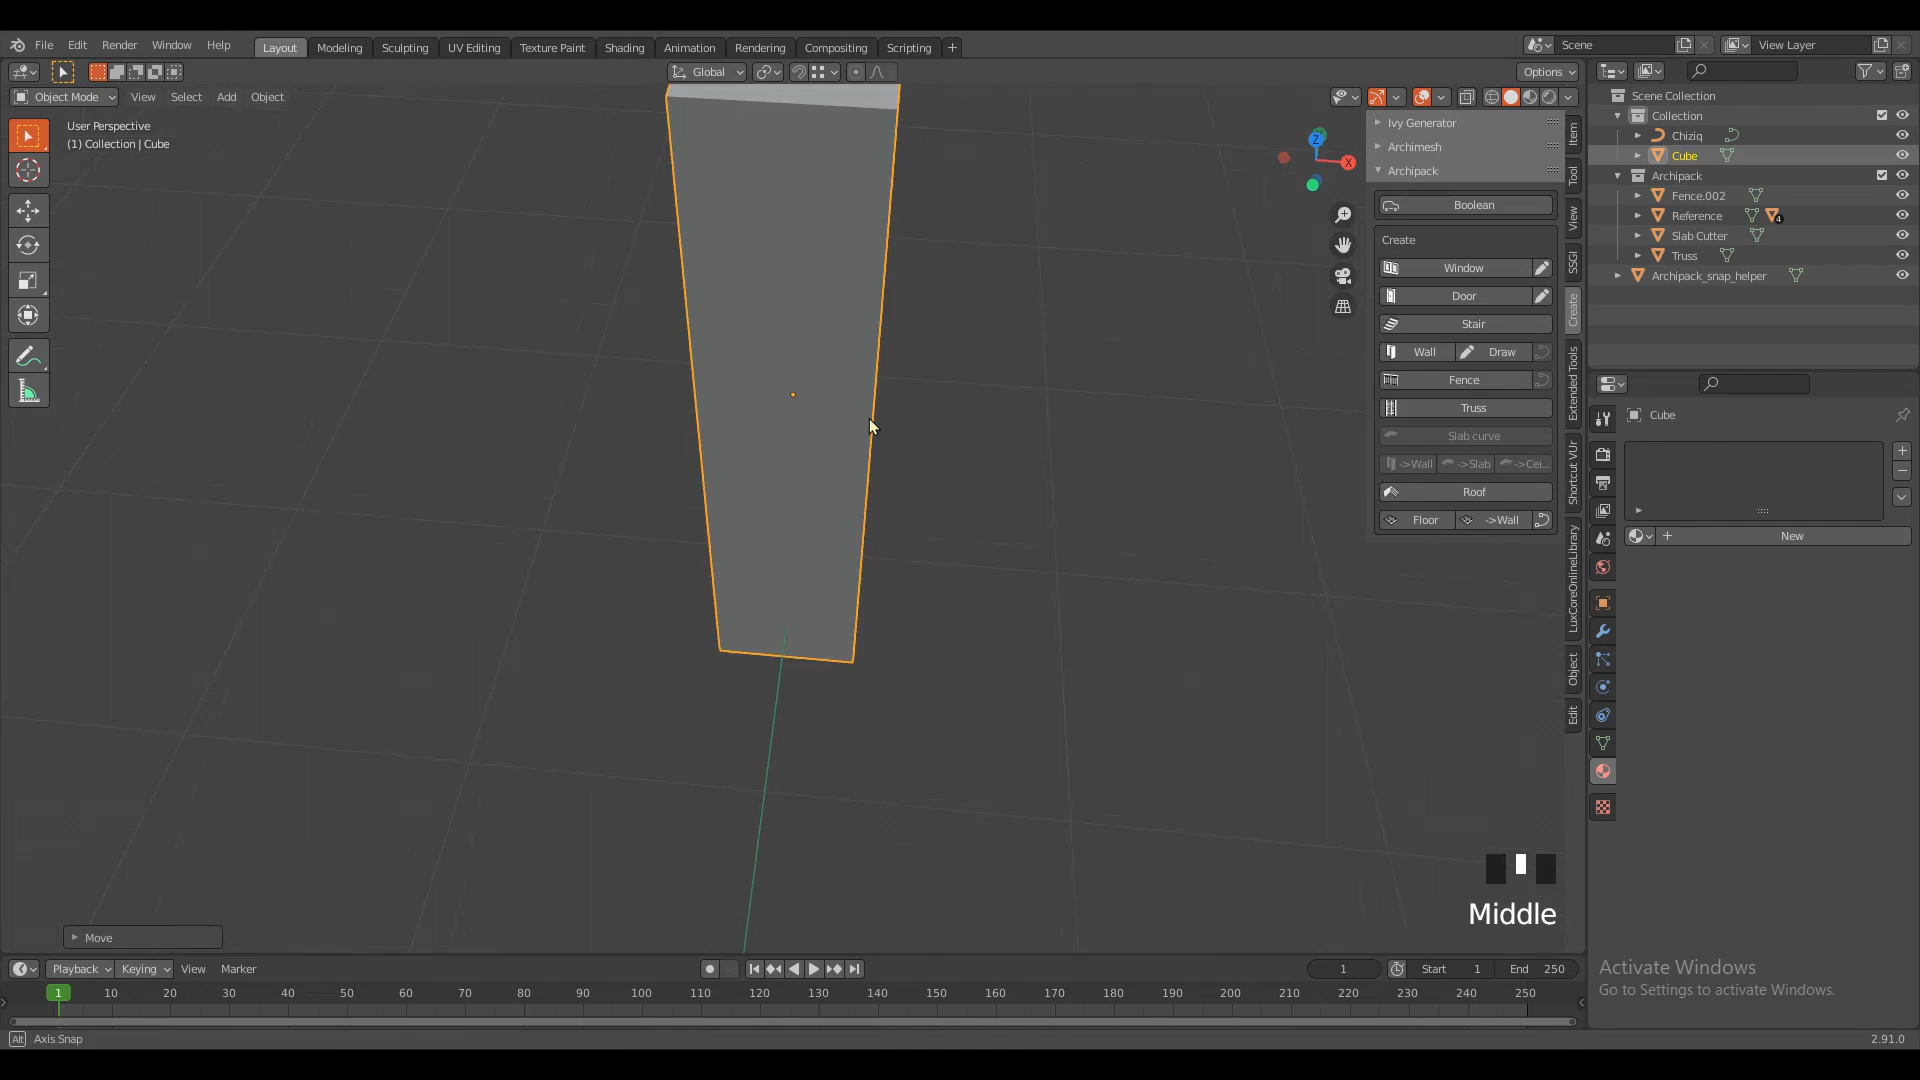 File Edit Render Window Help Layout Modeling Sculpting UV Editing Texture Paint Shading Animation Rendering Compositing Scripting + Scene View Layer
Global Options
Object Mode View Select Add Object
User Perspective
(1) Collection | Cube
Z
X
Ivy Generator
Archimesh
Archipack
Boolean
Create
Window
Door
Stair
Wall Draw
Fence
Truss
Slab curve
->Wall ->Slab ->Cei...
Roof
Floor ->Wall
Item
Tool
View
SSGI
Create
Extended Tools
Shortcut VUr
LuxCoreOnlineLibrary
Object
Edit
Scene Collection
Collection
Chiziq
Cube
Archipack
Fence.002
Reference 4
Slab Cutter
Truss
Archipack_snap_helper
Cube
New
Middle
Move
Activate Windows
Go to Settings to activate Windows.
Playback Keying View Marker 1 Start 1 End 250
1 10 20 30 40 50 60 70 80 90 100 110 120 130 140 150 160 170 180 190 200 210 220 230 240 250
Alt Axis Snap 2.91.0